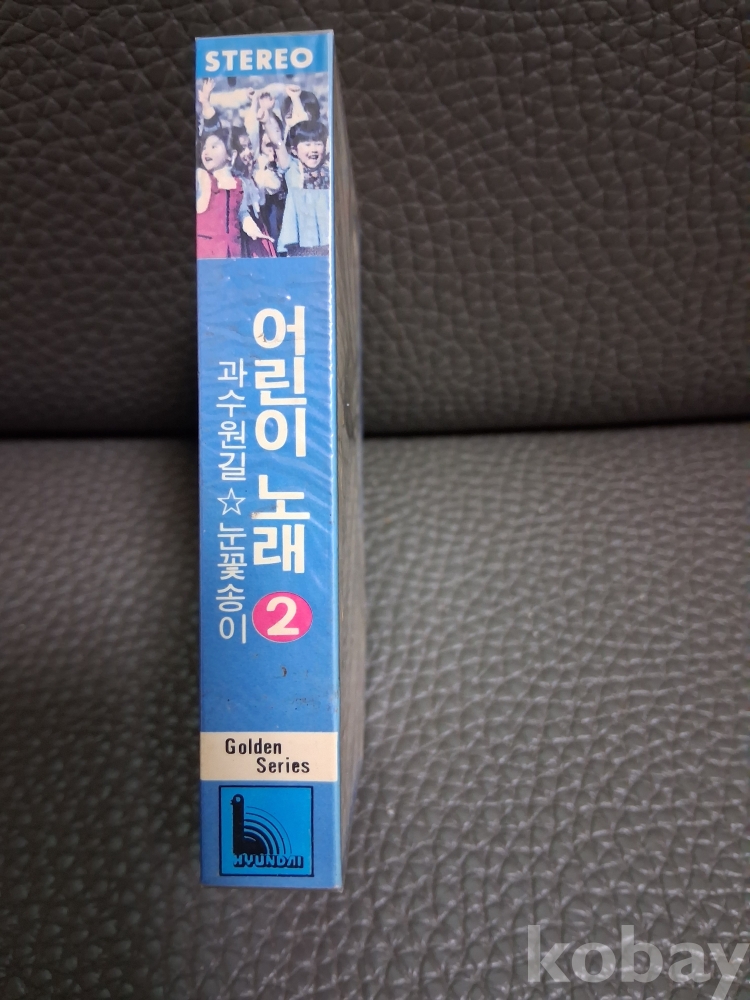 STEREO
어린이 노래 2
과수원길 ☆ 눈꽃송이
Golden
Series
HYUNDAI
kobay